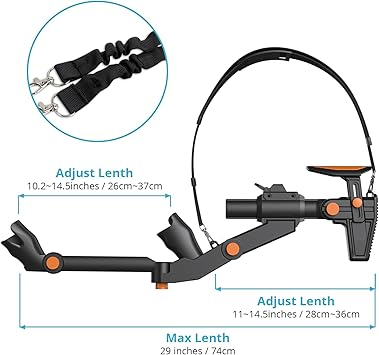 Adjust Lenth
10.2~14.5inches / 26cm~37cm
Adjust Lenth
11~14.5inches / 28cm~36cm
Max Lenth
29 inches / 74cm